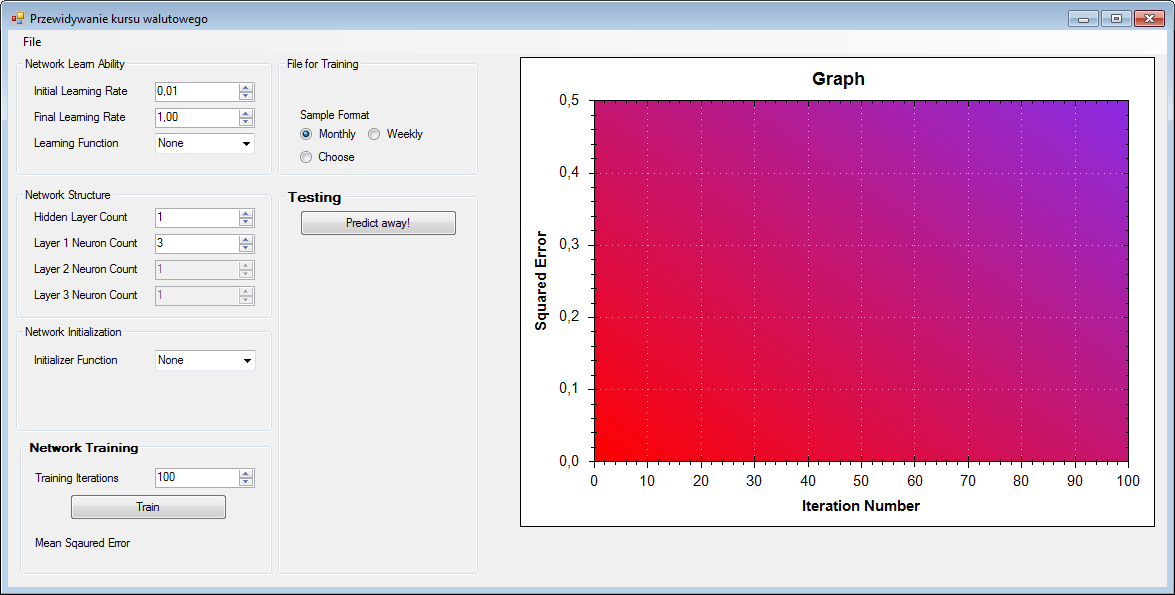 Przewidywanie kursu walutowego
File
Network Learn Ability
Initial Learning Rate 0,01
Final Learning Rate 1,00
Learning Function None
Network Structure
Hidden Layer Count 1
Layer 1 Neuron Count 3
Layer 2 Neuron Count 1
Layer 3 Neuron Count 1
Network Initialization
Initializer Function None
Network Training
Training Iterations 100
Train
Mean Sqaured Error
File for Training
Sample Format
Monthly Weekly
Choose
Testing
Predict away!
Graph
Squared Error
0,5
0,4
0,3
0,2
0,1
0,0
0 10 20 30 40 50 60 70 80 90 100
Iteration Number